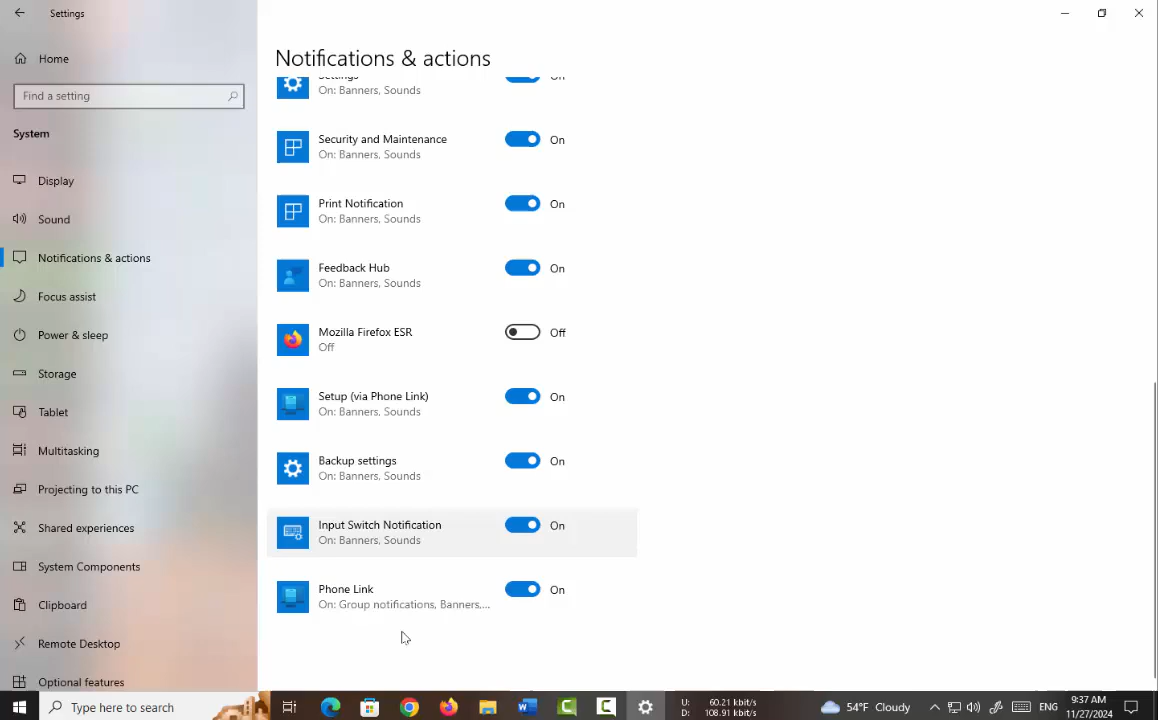 Settings
Home
Find a setting
System
Display
Sound
Notifications & actions
Focus assist
Power & sleep
Storage
Tablet
Multitasking
Projecting to this PC
Shared experiences
System Components
Clipboard
Remote Desktop
Optional features
Notifications & actions
Settings
On
On: Banners, Sounds
Security and Maintenance
On
On: Banners, Sounds
Print Notification
On
On: Banners, Sounds
Feedback Hub
On
On: Banners, Sounds
Mozilla Firefox ESR
Off
Off
Setup (via Phone Link)
On
On: Banners, Sounds
Backup settings
On
On: Banners, Sounds
Input Switch Notification
On
On: Banners, Sounds
Phone Link
On
On: Group notifications, Banners,...
Type here to search
W
U: 60.21 kbit/s
D: 108.91 kbit/s
54°F Cloudy
ENG
9:37 AM
11/27/2024